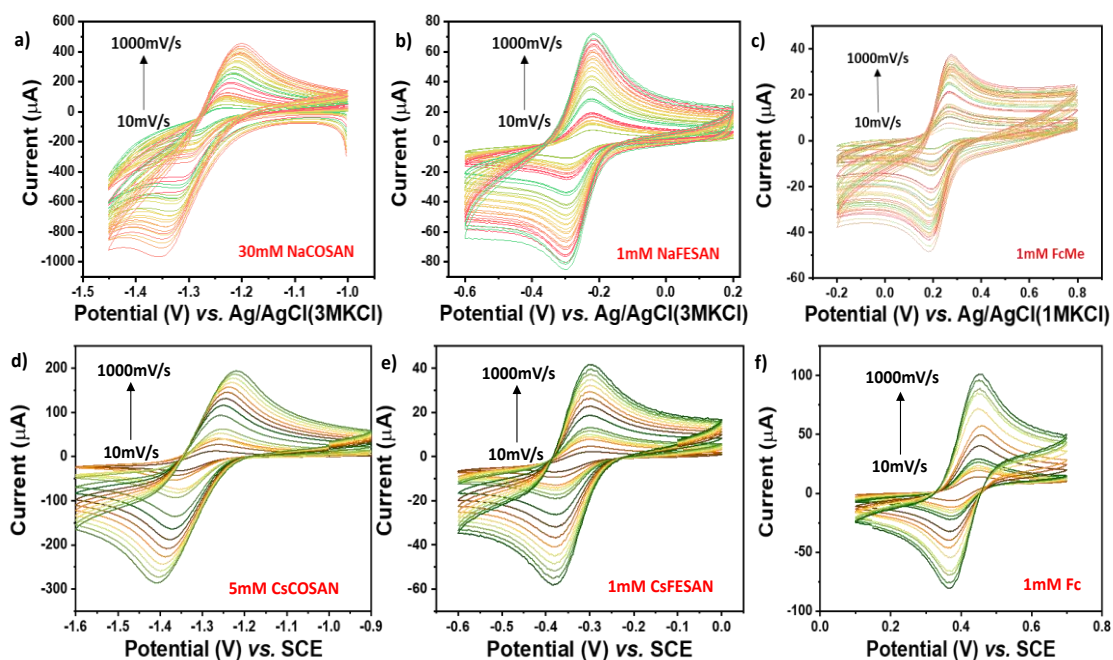 a)
Current (µA)
600
400
200
0
-200
-400
-600
-800
-1000
1000mV/s
10mV/s
30mM NaCOSAN
-1.5
-1.4
-1.3
-1.2
-1.1
-1.0
Potential (V) vs. Ag/AgCl(3MKCl)
b)
Current (µA)
80
60
40
20
0
-20
-40
-60
-80
1000mV/s
10mV/s
1mM NaFESAN
-0.6
-0.4
-0.2
0.0
0.2
Potential (V) vs. Ag/AgCl(3MKCl)
c)
Current (µA)
40
20
0
-20
-40
-60
1000mV/s
10mV/s
1mM FcMe
-0.2
0.0
0.2
0.4
0.6
0.8
Potential (V) vs. Ag/AgCl(1MKCl)
d)
Current (µA)
200
100
0
-100
-200
-300
1000mV/s
10mV/s
5mM CsCOSAN
-1.6
-1.5
-1.4
-1.3
-1.2
-1.1
-1.0
-0.9
Potential (V) vs. SCE
e)
Current (µA)
40
20
0
-20
-40
-60
1000mV/s
10mV/s
1mM CsFESAN
-0.6
-0.5
-0.4
-0.3
-0.2
-0.1
0.0
Potential (V) vs. SCE
f)
Current (µA)
100
50
0
-50
-100
1000mV/s
10mV/s
1mM Fc
0.0
0.2
0.4
0.6
0.8
Potential (V) vs. SCE